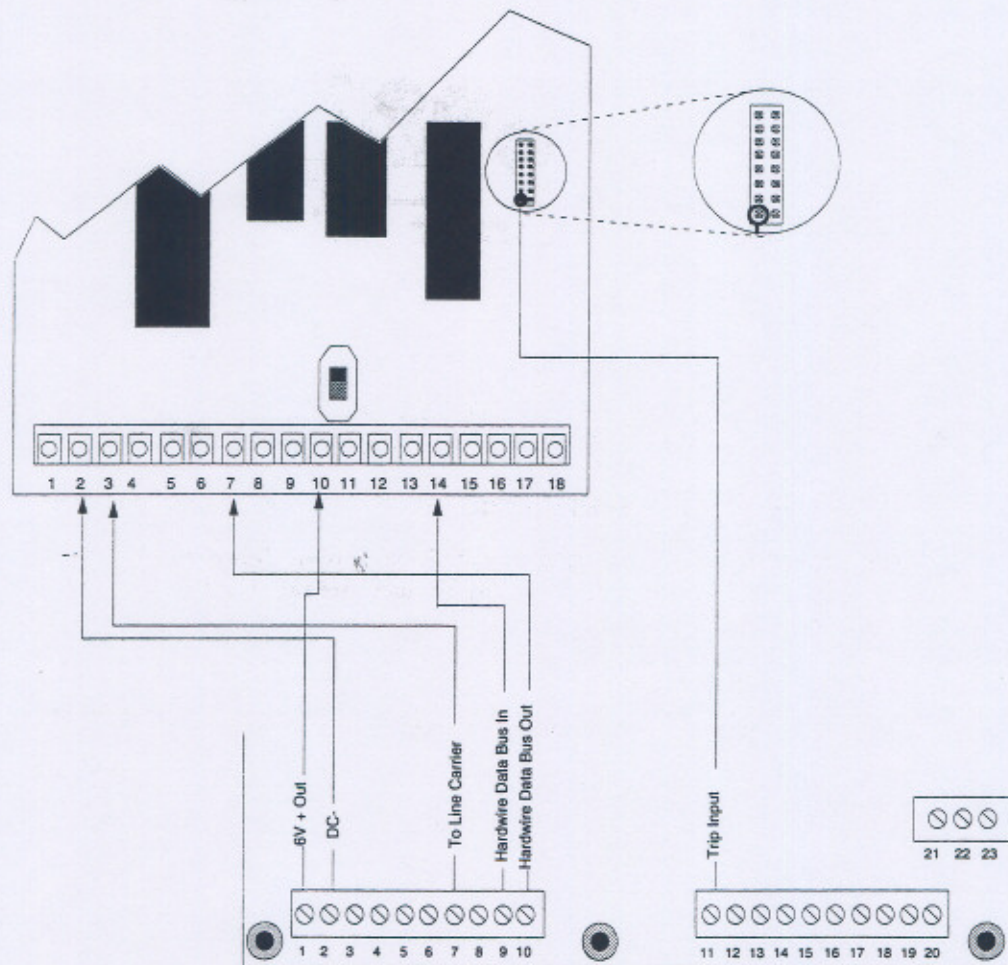 1 2 3 4 5 6 7 8 9 10 11 12 13 14 15 16 17 18
6V + Out
DC-
To Line Carrier
Hardwire Data Bus In
Hardwire Data Bus Out
Trip Input
21 22 23
1 2 3 4 5 6 7 8 9 10
11 12 13 14 15 16 17 18 19 20